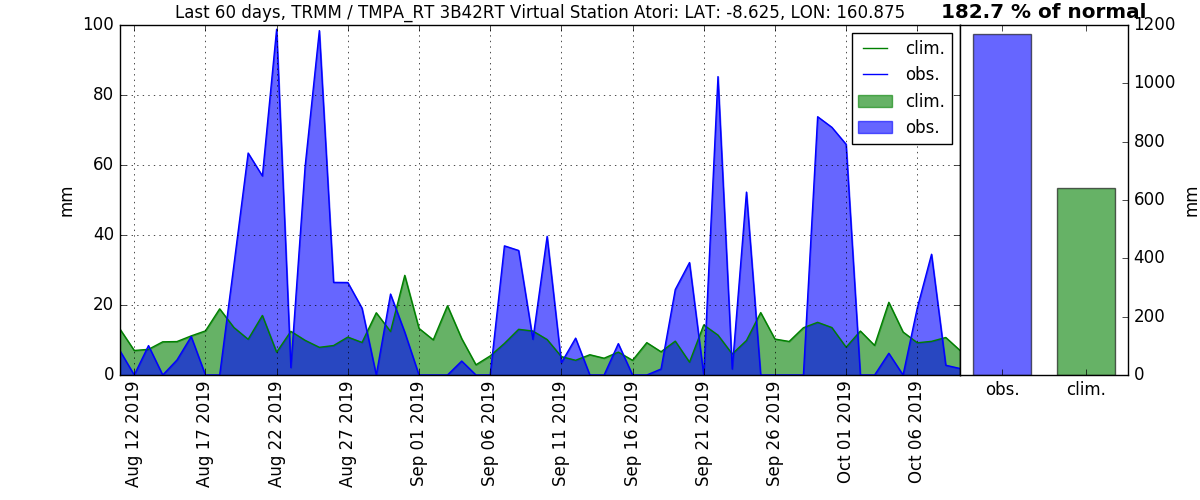 Last 60 days, TRMM / TMPA_RT 3B42RT Virtual Station Atori: LAT: -8.625, LON: 160.875
182.7 % of normal
100
80
60
40
20
0
mm
clim.
obs.
clim.
obs.
1200
1000
800
600
400
200
0
mm
obs.
clim.
Aug 12 2019
Aug 17 2019
Aug 22 2019
Aug 27 2019
Sep 01 2019
Sep 06 2019
Sep 11 2019
Sep 16 2019
Sep 21 2019
Sep 26 2019
Oct 01 2019
Oct 06 2019